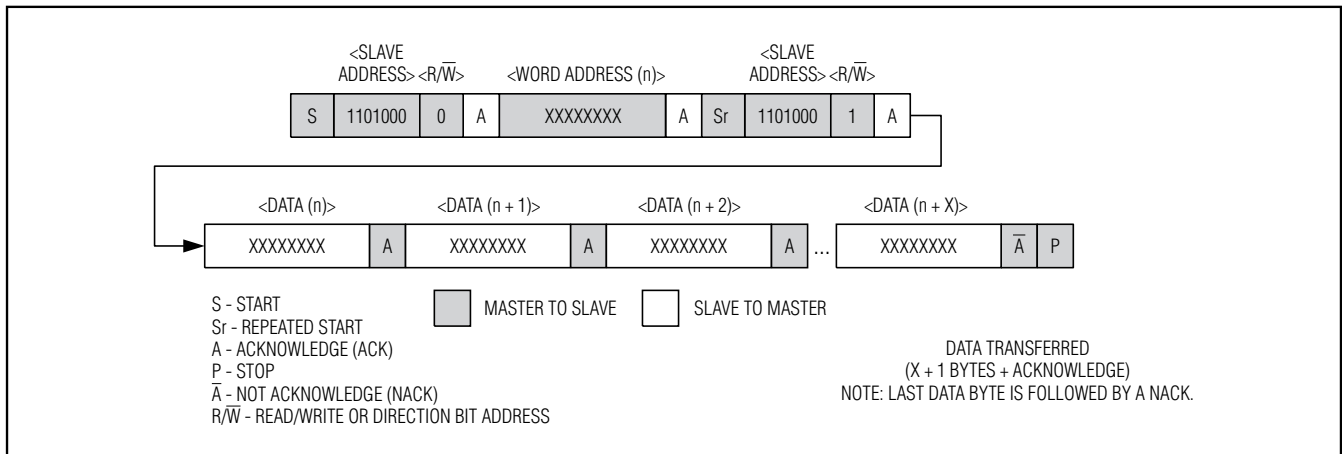 <SLAVE
ADDRESS> <R/W̅>
<WORD ADDRESS (n)>
<SLAVE
ADDRESS> <R/W̅>
S 1101000 0 A XXXXXXXX A Sr 1101000 1 A
<DATA (n)> <DATA (n + 1)> <DATA (n + 2)> <DATA (n + X)>
XXXXXXXX A XXXXXXXX A XXXXXXXX A ... XXXXXXXX A̅ P
S - START
Sr - REPEATED START
A - ACKNOWLEDGE (ACK)
P - STOP
A̅ - NOT ACKNOWLEDGE (NACK)
R/W̅ - READ/WRITE OR DIRECTION BIT ADDRESS
MASTER TO SLAVE
SLAVE TO MASTER
DATA TRANSFERRED
(X + 1 BYTES + ACKNOWLEDGE)
NOTE: LAST DATA BYTE IS FOLLOWED BY A NACK.